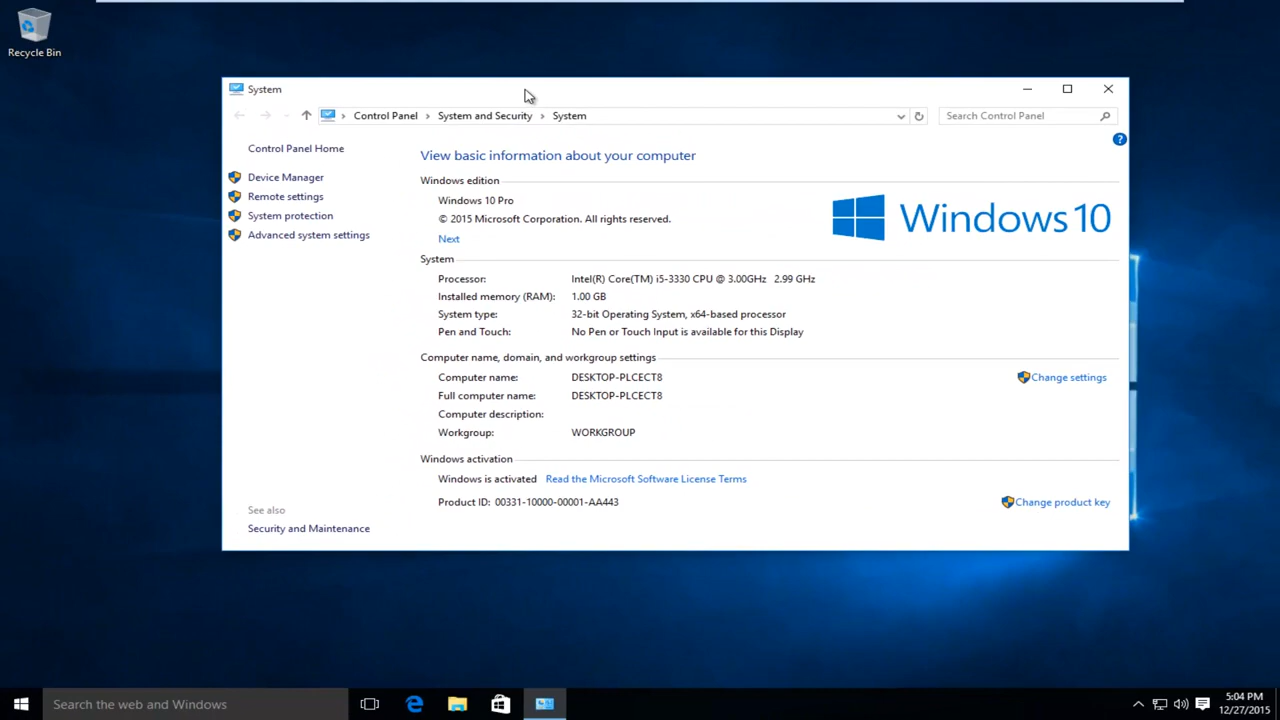 Recycle Bin
System
Control Panel > System and Security > System
Search Control Panel
Control Panel Home
Device Manager
Remote settings
System protection
Advanced system settings
See also
Security and Maintenance
View basic information about your computer
Windows edition
Windows 10 Pro
© 2015 Microsoft Corporation. All rights reserved.
Next
Windows 10
System
Processor: Intel(R) Core(TM) i5-3330 CPU @ 3.00GHz 2.99 GHz
Installed memory (RAM): 1.00 GB
System type: 32-bit Operating System, x64-based processor
Pen and Touch: No Pen or Touch Input is available for this Display
Computer name, domain, and workgroup settings
Computer name: DESKTOP-PLCECT8
Change settings
Full computer name: DESKTOP-PLCECT8
Computer description:
Workgroup: WORKGROUP
Windows activation
Windows is activated Read the Microsoft Software License Terms
Product ID: 00331-10000-00001-AA443
Change product key
Search the web and Windows
5:04 PM
12/27/2015